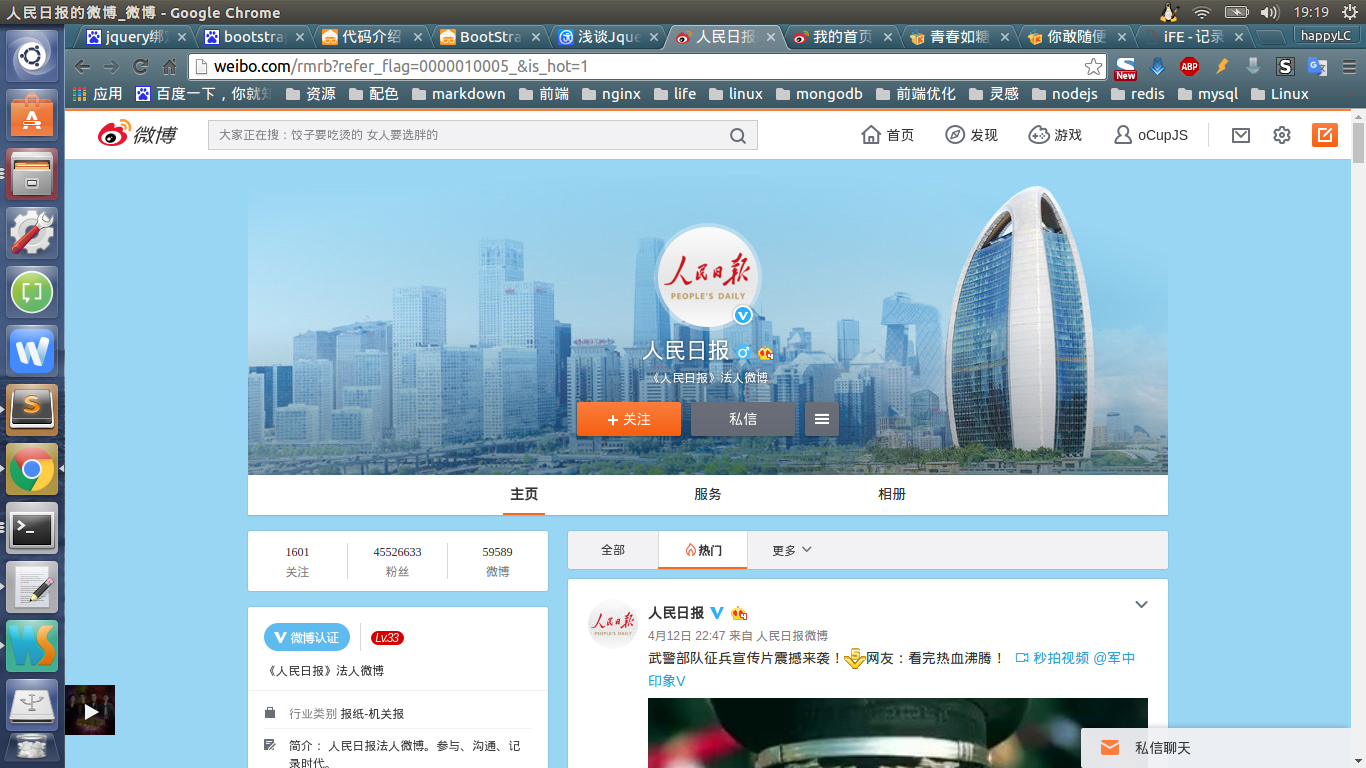 人民日报的微博_微博 - Google Chrome
19:19
jquery绑
bootstra
代码介绍
BootStra
浅谈Jque
人民日报
我的首页
青春如糖
你敢随便
iFE - 记录
happyLC
weibo.com/rmrb?refer_flag=0000010005_&is_hot=1
New
ABP
应用 百度一下，你就知 资源 配色 markdown 前端 nginx life linux mongodb 前端优化 灵感 nodejs redis mysql Linux
微博
大家正在搜：饺子要吃烫的 女人要选胖的
首页 发现 游戏 oCupJS
人民日报
PEOPLE'S DAILY
人民日报
《人民日报》法人微博
+ 关注 私信
主页 服务 相册
1601 45526633 59589
关注 粉丝 微博
全部 热门 更多
V 微博认证 Lv.33
《人民日报》法人微博
行业类别 报纸-机关报
简介： 人民日报法人微博。参与、沟通、记
录时代。
人民日报
人民日报 V
4月12日 22:47 来自 人民日报微博
武警部队征兵宣传片震撼来袭！网友：看完热血沸腾！ 秒拍视频 @军中
印象V
私信聊天